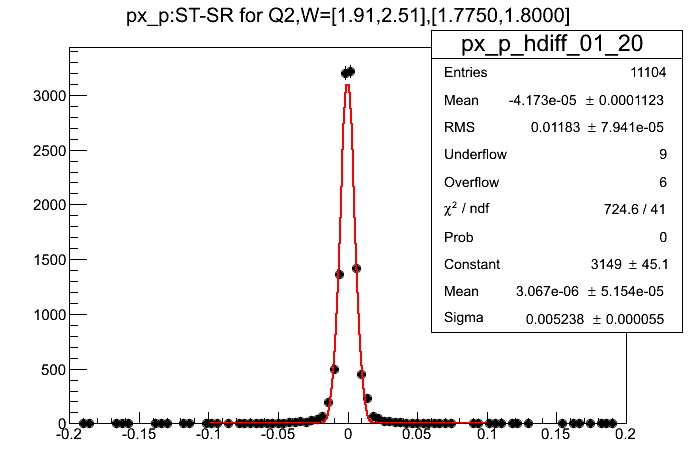 px_p:ST-SR for Q2,W=[1.91,2.51],[1.7750,1.8000]
px_p_hdiff_01_20
Entries 11104
Mean -4.173e-05 ± 0.0001123
RMS 0.01183 ± 7.941e-05
Underflow 9
Overflow 6
χ² / ndf 724.6 / 41
Prob 0
Constant 3149 ± 45.1
Mean 3.067e-06 ± 5.154e-05
Sigma 0.005238 ± 0.000055
3000
2500
2000
1500
1000
500
0
-0.2 -0.15 -0.1 -0.05 0 0.05 0.1 0.15 0.2